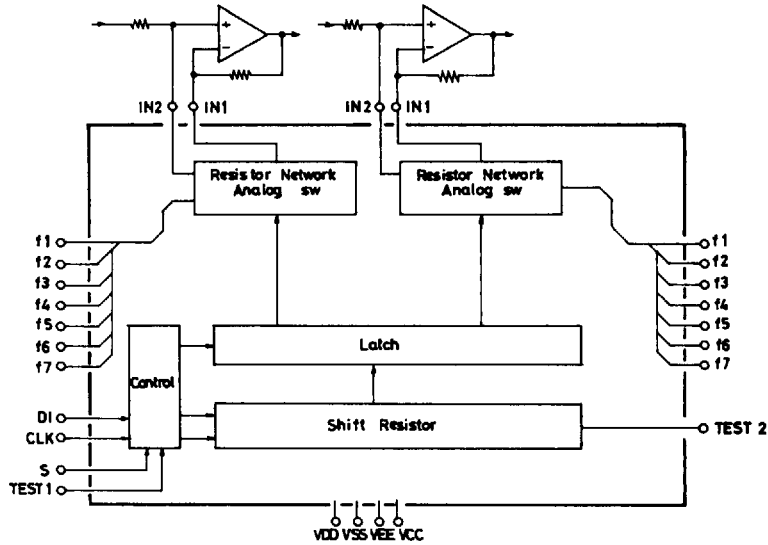 +
−
+
−
IN2 IN1
IN2 IN1
Resistor Network
Analog sw
Resistor Network
Analog sw
f1
f2
f3
f4
f5
f6
f7
f1
f2
f3
f4
f5
f6
f7
Latch
Control
DI
CLK
Shift Resistor
TEST 2
S
TEST 1
VDD VSS VEE VCC